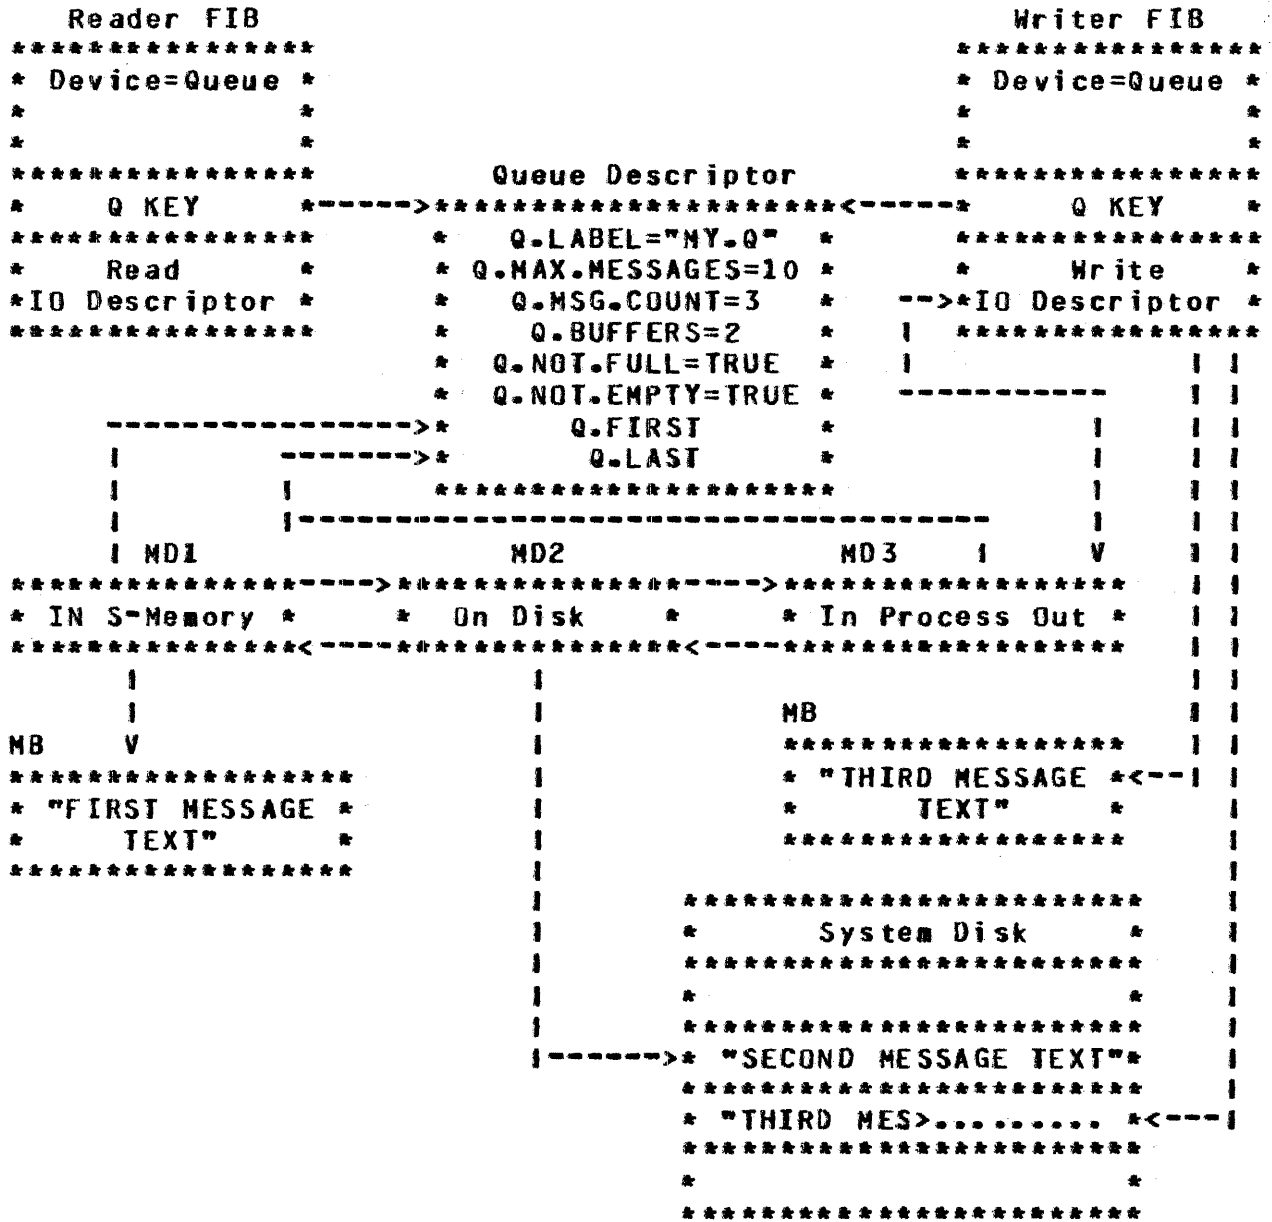 Reader FIB Writer FIB
Device=Queue Device=Queue
Queue Descriptor
Q KEY Q KEY
Q.LABEL="MY.Q"
Read Q.MAX.MESSAGES=10 Write
IO Descriptor Q.MSG.COUNT=3 IO Descriptor
Q.BUFFERS=2
Q.NOT.FULL=TRUE
Q.NOT.EMPTY=TRUE
Q.FIRST
Q.LAST
MD1 MD2 MD3
IN S-Memory On Disk In Process Out
MB
MB
"THIRD MESSAGE
"FIRST MESSAGE TEXT"
TEXT"
System Disk
"SECOND MESSAGE TEXT"
"THIRD MES>.........